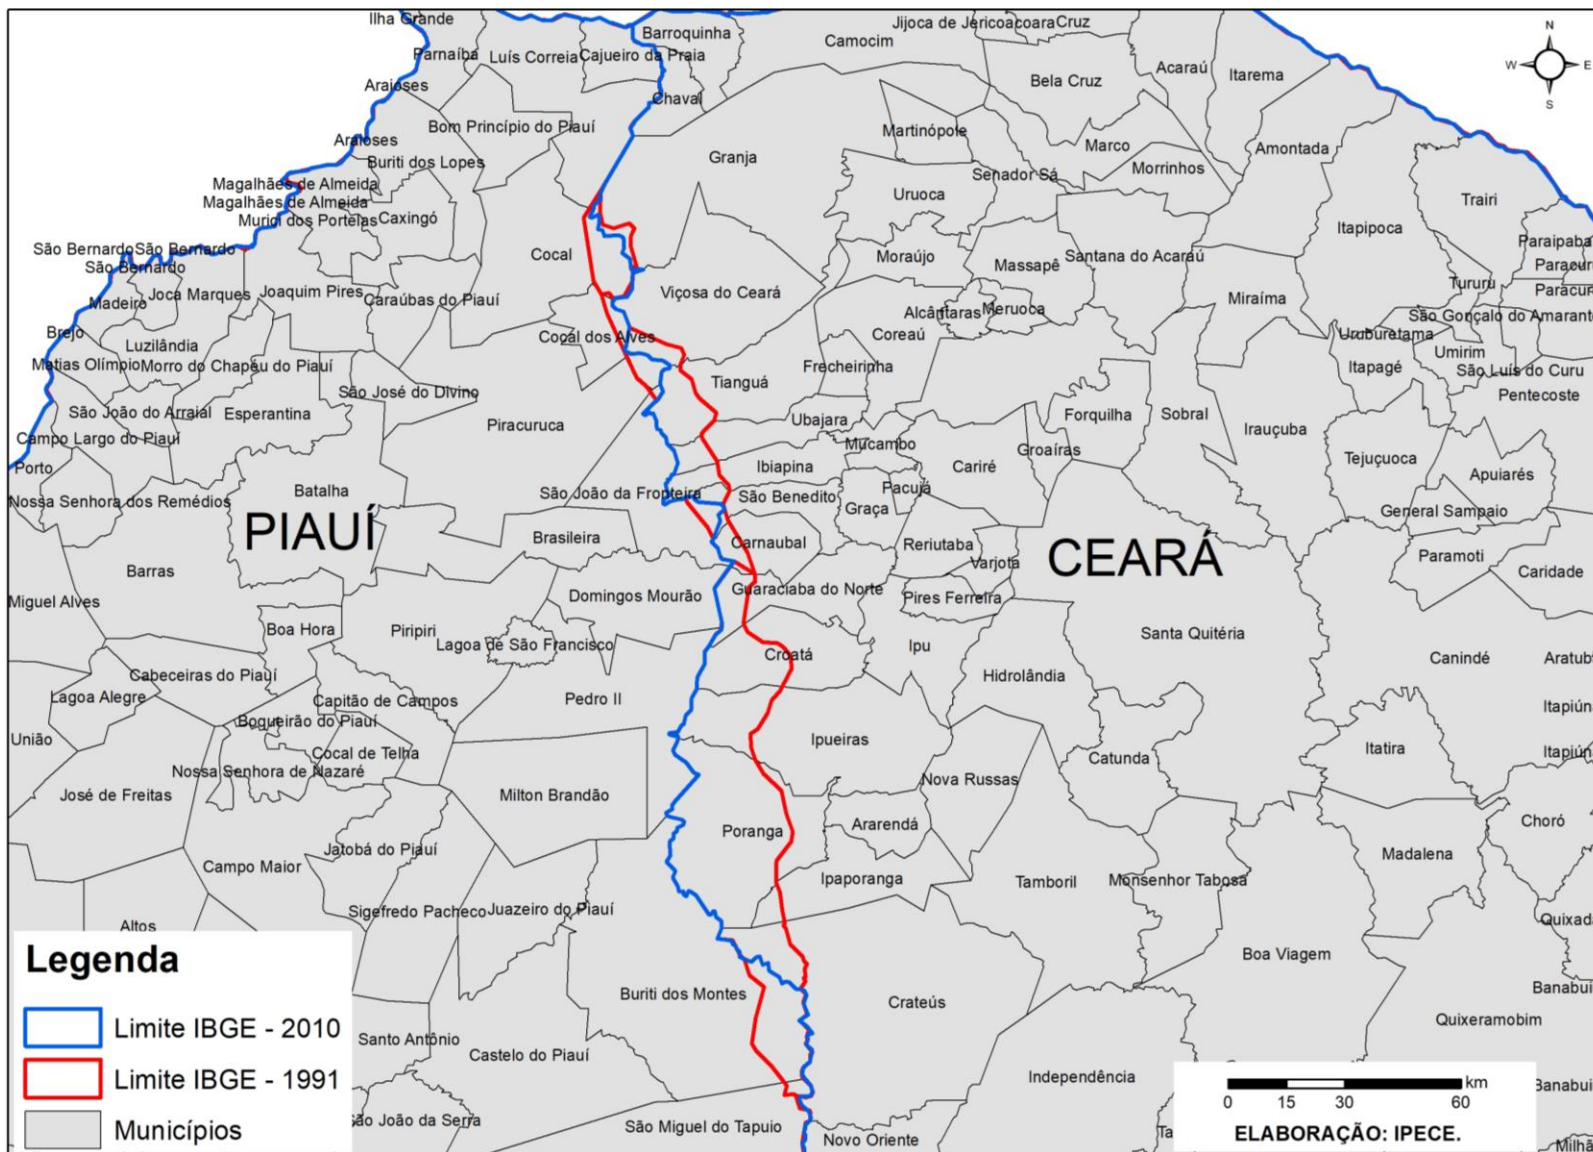 Ilha Grande
Jijoca de Jericoacoara
Cruz
Barroquinha
Camocim
N
Parnaíba
Luís Correia
Cajueiro da Praia
W
E
S
Acaraú
Itarema
Bela Cruz
Araioses
Chaval
Bom Princípio do Piauí
Martinópole
Araioses
Marco
Amontada
Buriti dos Lopes
Granja
Morrinhos
Senador Sá
Magalhães de Almeida
Uruoca
Magalhães de Almeida
Trairi
Murici dos Portelas
Caxingó
Itapipoca
São Bernardo
São Bernardo
Cocal
Moraújo
Santana do Acaraú
Paraipaba
São Bernardo
Massapê
Joca Marques
Joaquim Pires
Viçosa do Ceará
Tururú
Madeiro
Caraúbas do Piauí
Miraíma
Alcântaras
Meruoca
São Gonçalo do Amarante
Brejo
Cocal dos Alves
Coreaú
Uruburetama
Luzilândia
Umirim
Matias Olímpio
Morro do Chapéu do Piauí
Frecheirinha
Itapagé
São Luís do Curu
Tianguá
São José do Divino
Pentecoste
São João do Arraial
Esperantina
Ubajara
Forquilha
Sobral
Piracuruca
Irauçuba
Campo Largo do Piauí
Mucambo
Groaíras
Tejuçuoca
Porto
Ibiapina
Cariré
Apuiarés
Batalha
São João da Fronteira
São Benedito
Pacujá
Nossa Senhora dos Remédios
Graça
General Sampaio
PIAUÍ
Brasileira
Carnaubal
Reriutaba
CEARÁ
Paramoti
Varjota
Barras
Caridade
Guaraciaba do Norte
Miguel Alves
Domingos Mourão
Pires Ferreira
Boa Hora
Piripiri
Santa Quitéria
Lagoa de São Francisco
Ipu
Croatá
Canindé
Cabeceiras do Piauí
Hidrolândia
Lagoa Alegre
Capitão de Campos
Pedro II
Boqueirão do Piauí
União
Ipueiras
Itatira
Cocal de Telha
Catunda
Nossa Senhora de Nazaré
Nova Russas
José de Freitas
Milton Brandão
Poranga
Ararendá
Choró
Jatobá do Piauí
Madalena
Campo Maior
Ipaporanga
Tamboril
Monsenhor Tabosa
Sigefredo Pacheco
Juazeiro do Piauí
Altos
Boa Viagem
Legenda
Buriti dos Montes
Crateús
Limite IBGE - 2010
Quixeramobim
Santo Antônio
Castelo do Piauí
Limite IBGE - 1991
Independência
km
0 15 30 60
São João da Serra
São Miguel do Tapuio
Municípios
Novo Oriente
ELABORAÇÃO: IPECE.